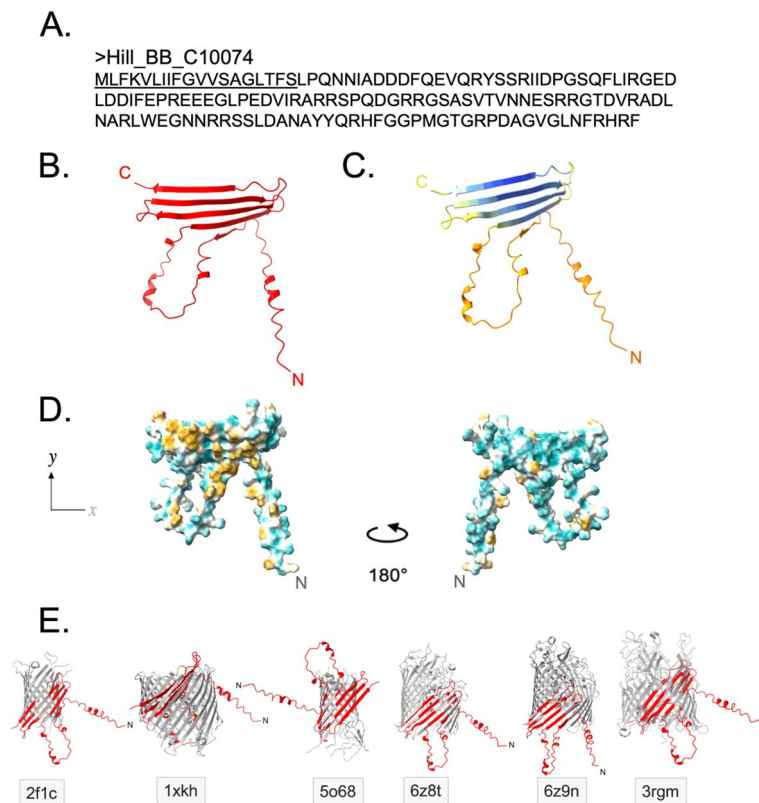 A.
>Hill_BB_C10074
MLFKVLIIFGVVSAGLTFSLPQNNIADDDFQEVQRYSSRIIDPGSQFLIRGED
LDDIFEPREEEGLPEDVIRARRSPQDGRRGSASVTVNNESRRGTDVRADL
NARLWEGNNRRSSLDANAYYQRHFGGPMGTGRPDAGVGLNFRHRF
B.
C.
C
C
N
N
D.
y
x
N
180°
N
E.
N
N
N
N
N
N
2f1c
1xkh
5o68
6z8t
6z9n
3rgm